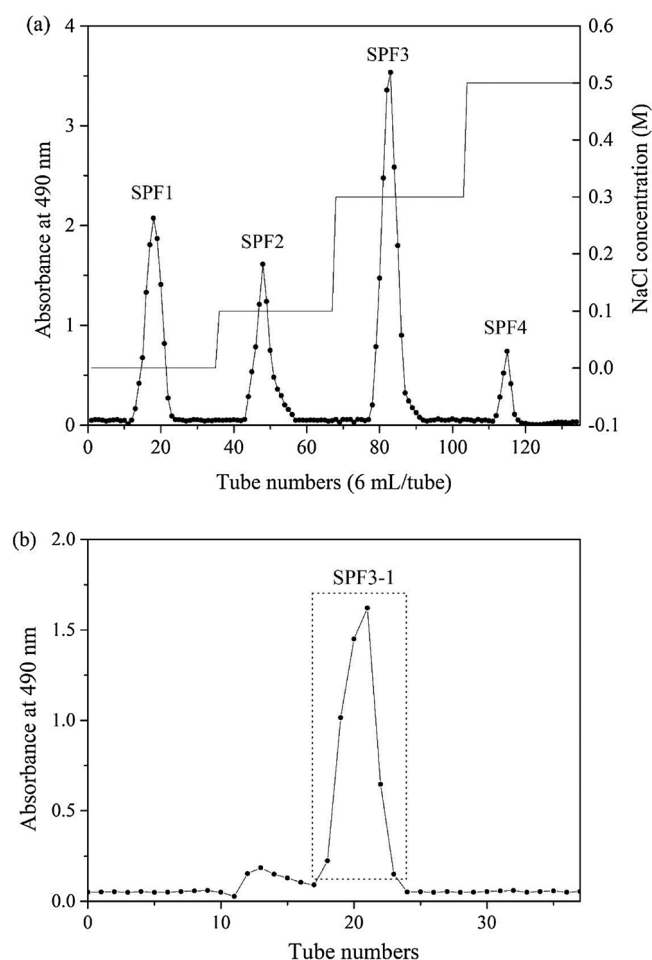 (a)
4
3
2
1
0
Absorbance at 490 nm
SPF1
SPF2
SPF3
SPF4
0.6
0.5
0.4
0.3
0.2
0.1
0.0
-0.1
NaCl concentration (M)
0 20 40 60 80 100 120
Tube numbers (6 mL/tube)
(b)
2.0
1.5
1.0
0.5
0.0
Absorbance at 490 nm
SPF3-1
0 10 20 30
Tube numbers